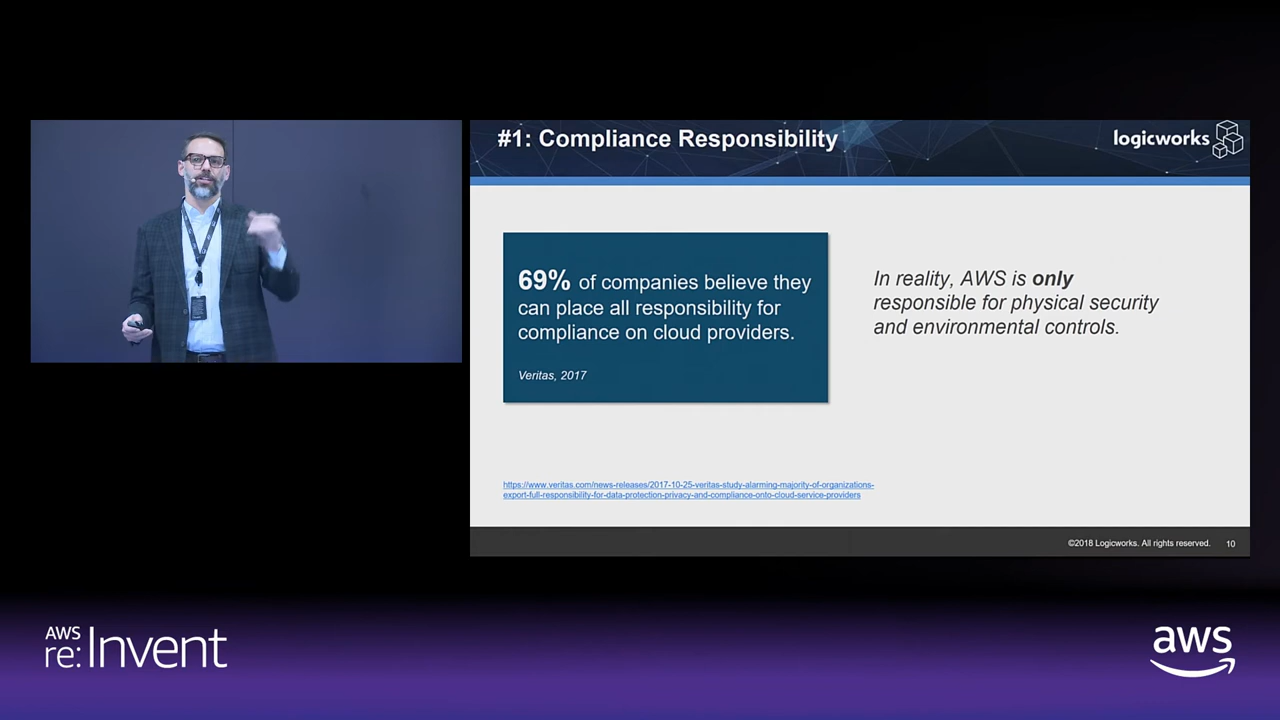 #1: Compliance Responsibility
logicworks
69% of companies believe they
can place all responsibility for
compliance on cloud providers.
Veritas, 2017
In reality, AWS is only
responsible for physical security
and environmental controls.
https://www.veritas.com/news-releases/2017-10-25-veritas-study-alarming-majority-of-organizations-
export-full-responsibility-for-data-protection-privacy-and-compliance-onto-cloud-service-providers
©2018 Logicworks. All rights reserved. 10
AWS
re:Invent
aws